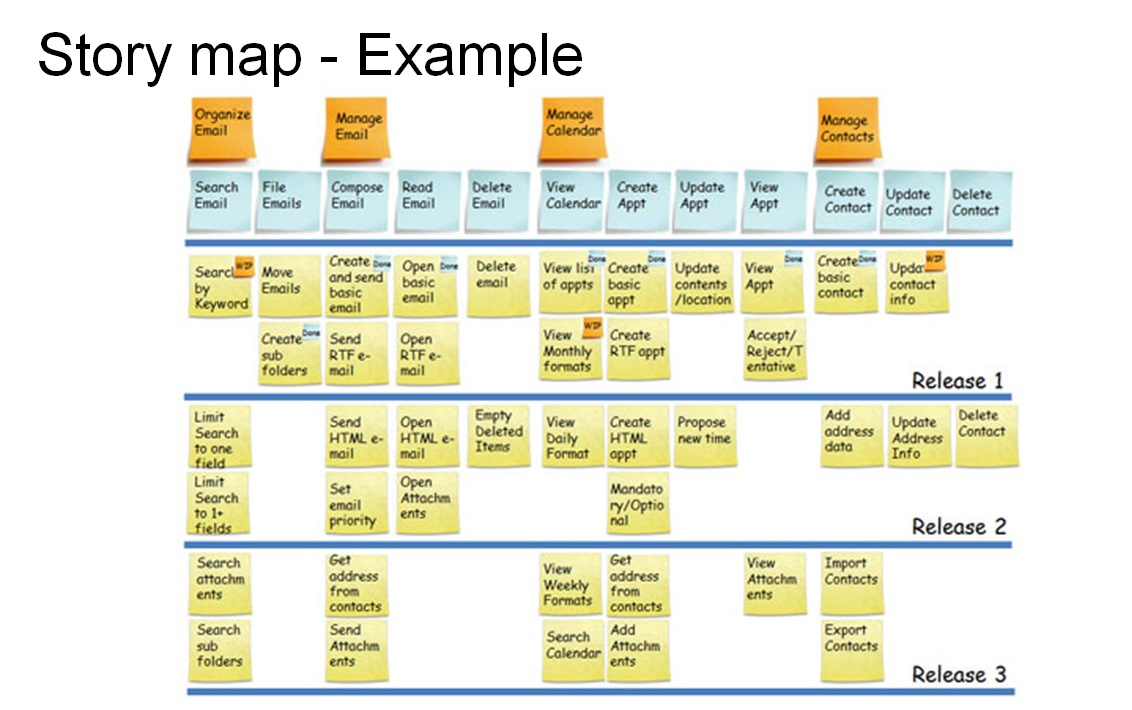 Story map - Example
Organize
Email
Manage
Email
Manage
Calendar
Manage
Contacts
Search
Email
File
Emails
Compose
Email
Read
Email
Delete
Email
View
Calendar
Create
Appt
Update
Appt
View
Appt
Create
Contact
Update
Contact
Delete
Contact
Searc
WIP
by
Keyword
Move
Emails
Create
Done
and send
basic
email
Open
Done
basic
email
Delete
email
View list
Done
of appts
Create
Done
basic
appt
Update
contents
/location
View
Done
Appt
Create
Done
basic
contact
Upda
WIP
contact
info
Create
Done
sub
folders
Send
RTF e-
mail
Open
RTF e-
mail
View
WIP
Monthly
formats
Create
RTF appt
Accept/
Reject/T
entative
Release 1
Limit
Search
to one
field
Send
HTML e-
mail
Open
HTML e-
mail
Empty
Deleted
Items
View
Daily
Format
Create
HTML
appt
Propose
new time
Add
address
data
Update
Address
Info
Delete
Contact
Limit
Search
to 1+
fields
Set
email
priority
Open
Attachm
ents
Mandato
ry/Optio
nal
Release 2
Search
attachm
ents
Get
address
from
contacts
View
Weekly
Formats
Get
address
from
contacts
View
Attachm
ents
Import
Contacts
Search
sub
folders
Send
Attachm
ents
Search
Calendar
Add
Attachm
ents
Export
Contacts
Release 3